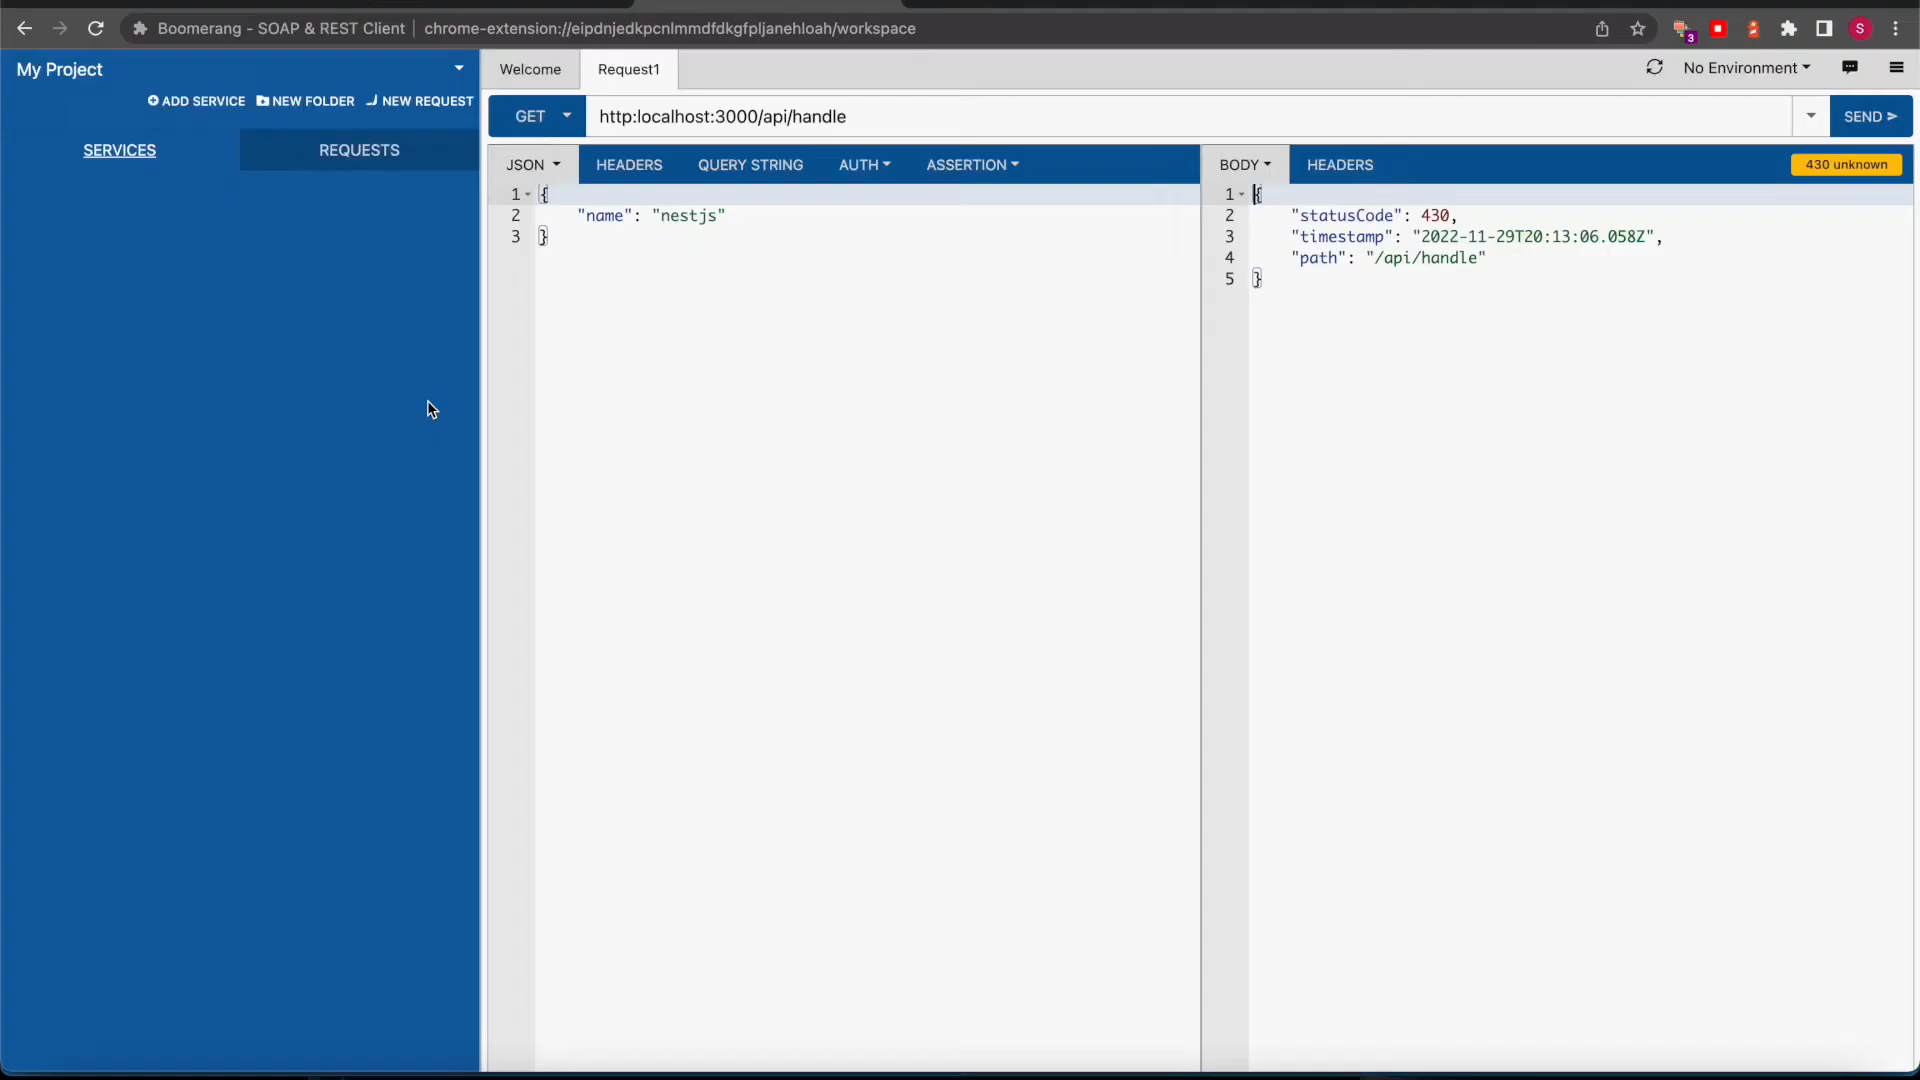 Boomerang - SOAP & REST Client chrome-extension://eipdnjedkpcnlmmdfdkgfpljanehloah/workspace
3
S
My Project
Welcome
Request1
No Environment
ADD SERVICE
NEW FOLDER
NEW REQUEST
GET
http:localhost:3000/api/handle
SEND
SERVICES
REQUESTS
JSON
HEADERS
QUERY STRING
AUTH
ASSERTION
BODY
HEADERS
430 unknown
1 {
2 "name": "nestjs"
3 }
1 {
2 "statusCode": 430,
3 "timestamp": "2022-11-29T20:13:06.058Z",
4 "path": "/api/handle"
5 }